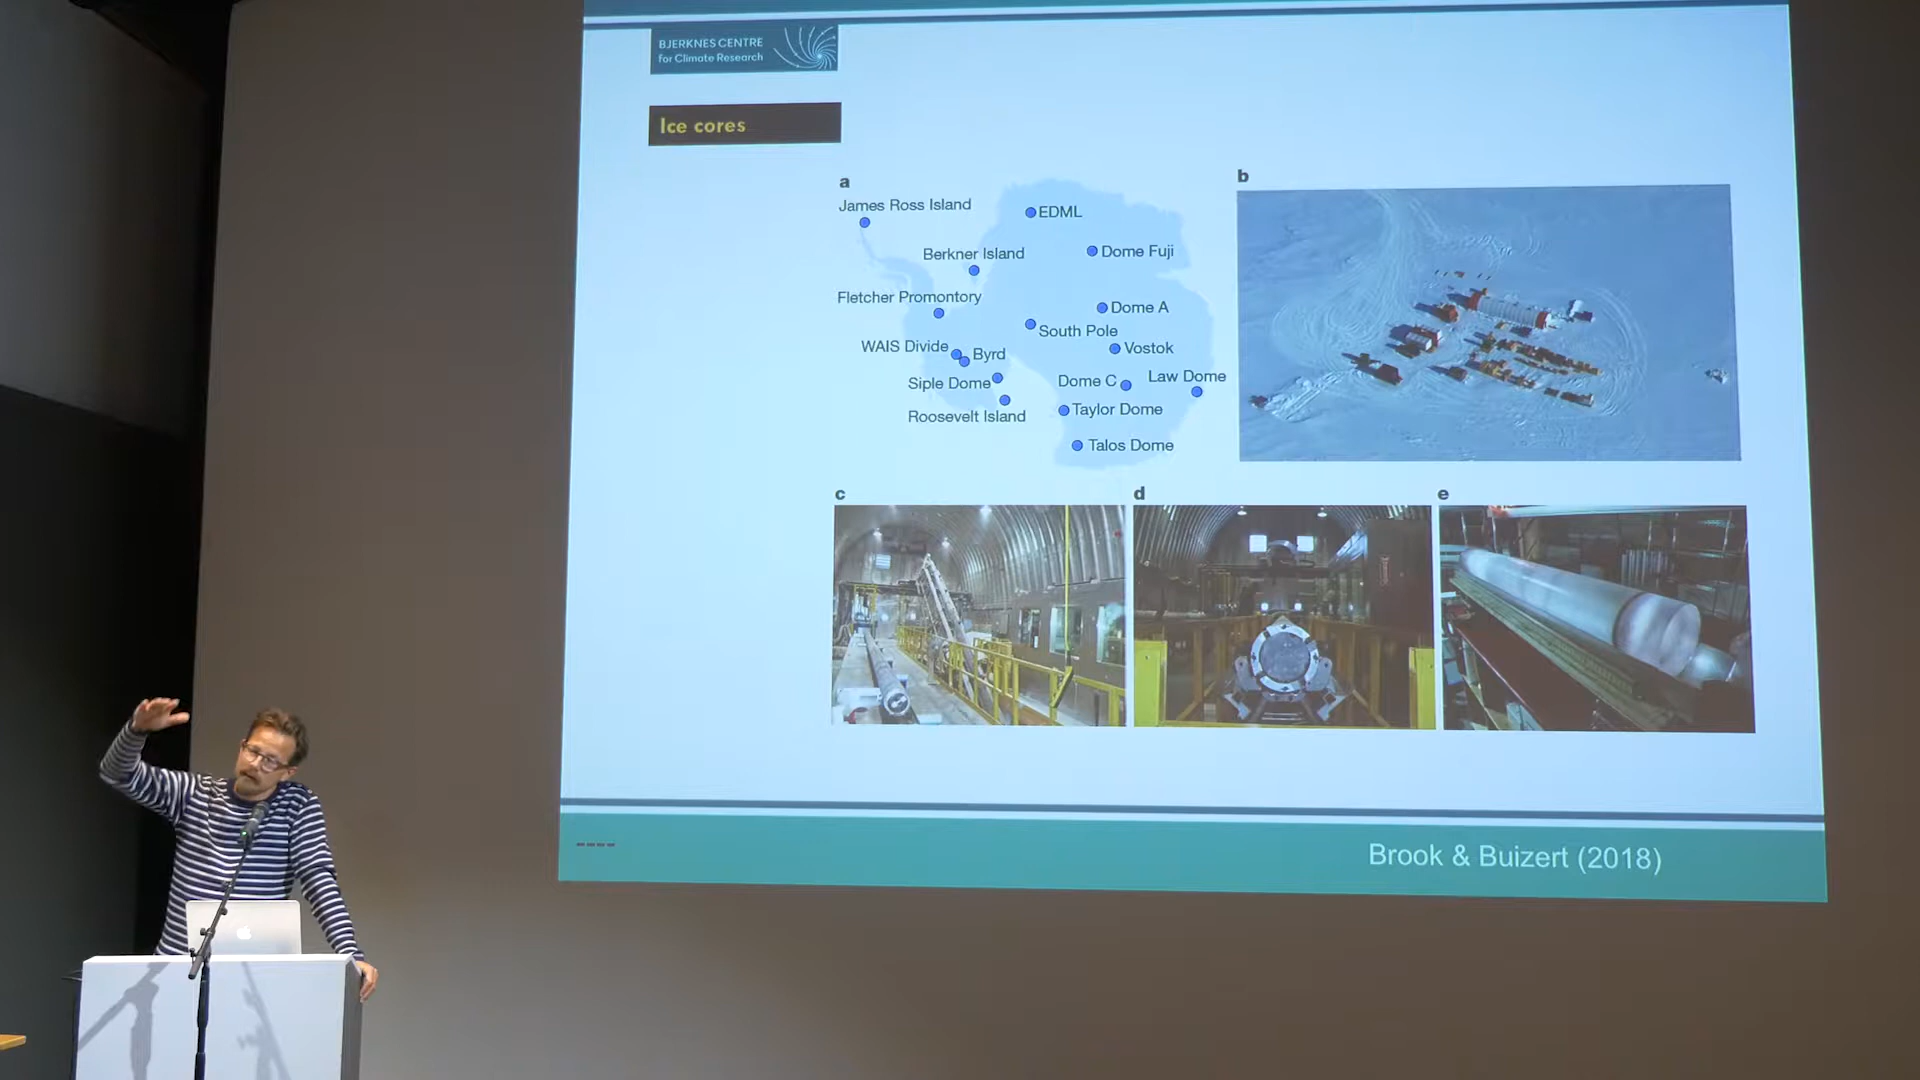 BJERKNES CENTRE
for Climate Research
Ice cores
a
James Ross Island
EDML
Berkner Island
Dome Fuji
Fletcher Promontory
Dome A
South Pole
WAIS Divide
Byrd
Vostok
Siple Dome
Dome C
Law Dome
Roosevelt Island
Taylor Dome
Talos Dome
b
c
d
e
Brook & Buizert (2018)